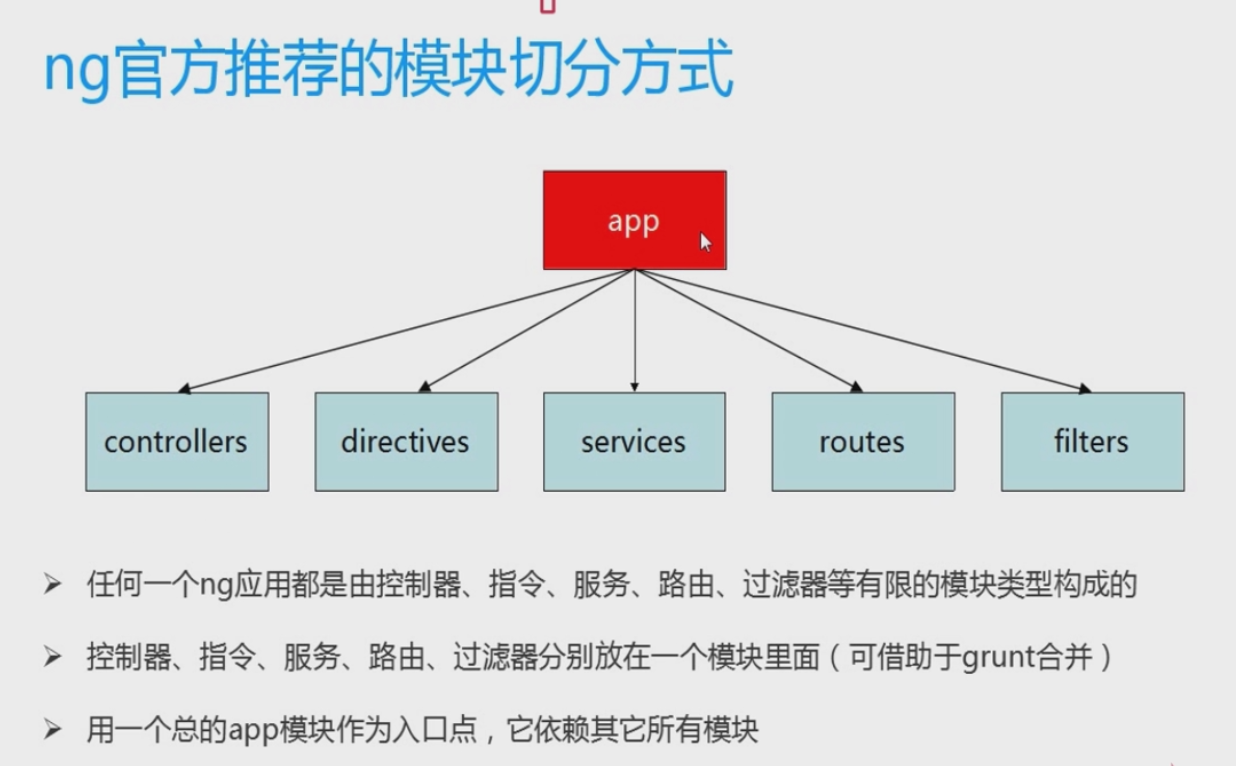 ng官方推荐的模块切分方式
app
controllers
directives
services
routes
filters
任何一个ng应用都是由控制器、指令、服务、路由、过滤器等有限的模块类型构成的
控制器、指令、服务、路由、过滤器分别放在一个模块里面（可借助于grunt合并）
用一个总的app模块作为入口点，它依赖其它所有模块